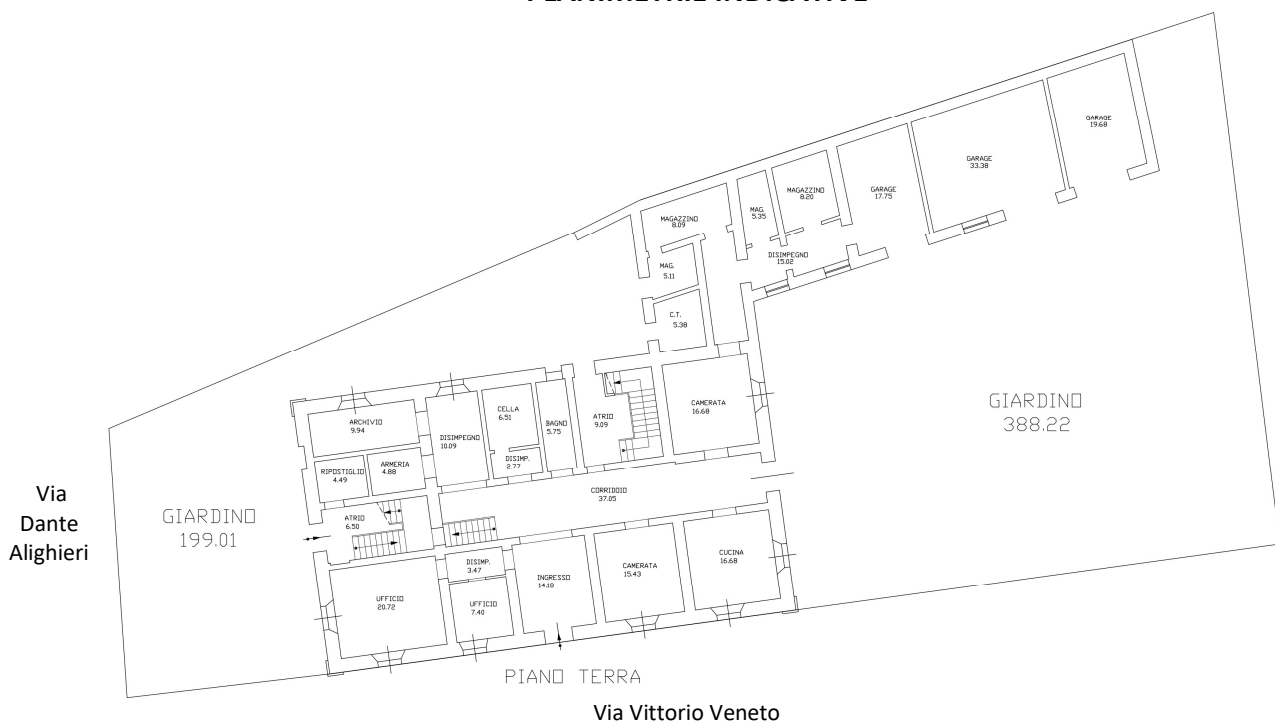 PLANIMETRIE INDICATIVE
GARAGE
19.68
GARAGE
33.38
GARAGE
17.75
MAGAZZINO
8.20
MAG.
5.35
MAGAZZINO
8.09
DISIMPEGNO
15.02
MAG.
5.11
C.T.
5.38
CAMERATA
16.68
GIARDINO
388.22
CELLA
6.51
BAGNO
5.75
ATRIO
9.09
ARCHIVIO
9.94
DISIMPEGNO
10.09
DISIMP.
2.77
ARMERIA
4.88
RIPOSTIGLIO
4.49
CORRIDOIO
37.05
Via
Dante
Alighieri
GIARDINO
199.01
ATRIO
6.50
DISIMP.
3.47
INGRESSO
14.18
CAMERATA
15.43
CUCINA
16.68
UFFICIO
20.72
UFFICIO
7.40
PIANO TERRA
Via Vittorio Veneto